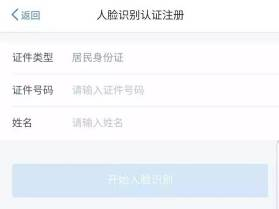 返回 人脸识别认证注册
证件类型 居民身份证
证件号码 请输入证件号码
姓名 请输入姓名
开始人脸识别